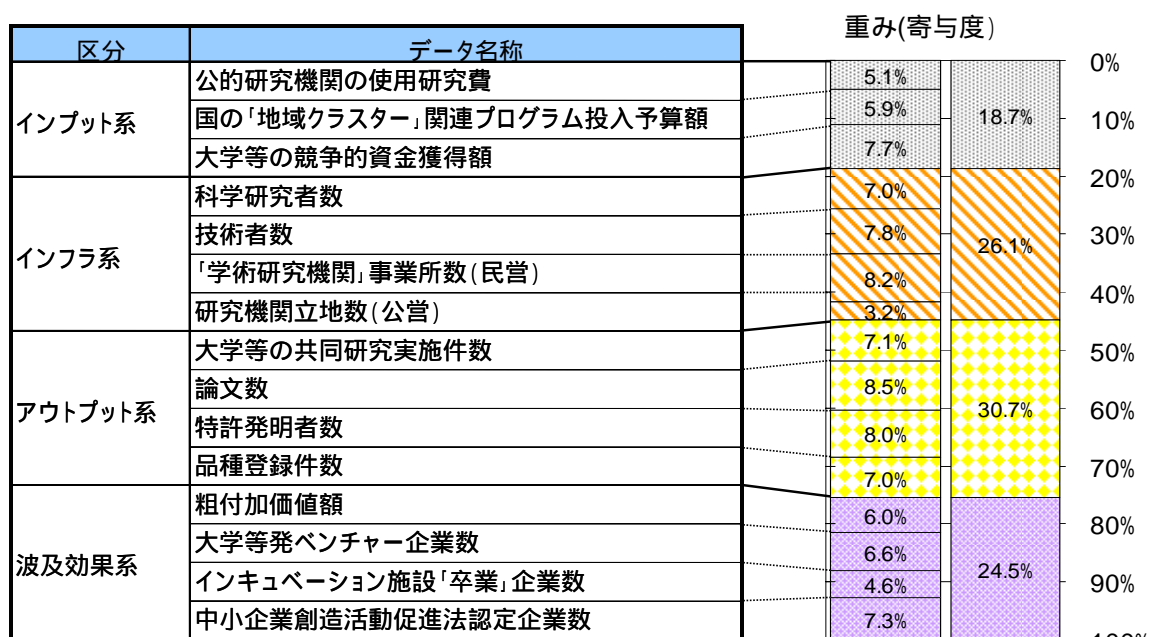 重み(寄与度)
区分 データ名称
インプット系
公的研究機関の使用研究費
国の｢地域クラスター｣関連プログラム投入予算額
大学等の競争的資金獲得額
インフラ系
科学研究者数
技術者数
｢学術研究機関｣事業所数(民営)
研究機関立地数(公営)
アウトプット系
大学等の共同研究実施件数
論文数
特許発明者数
品種登録件数
波及効果系
粗付加価値額
大学等発ベンチャー企業数
インキュベーション施設｢卒業｣企業数
中小企業創造活動促進法認定企業数
5.1%
5.9%
7.7%
7.0%
7.8%
8.2%
3.2%
7.1%
8.5%
8.0%
7.0%
6.0%
6.6%
4.6%
7.3%
18.7%
26.1%
30.7%
24.5%
0%
10%
20%
30%
40%
50%
60%
70%
80%
90%